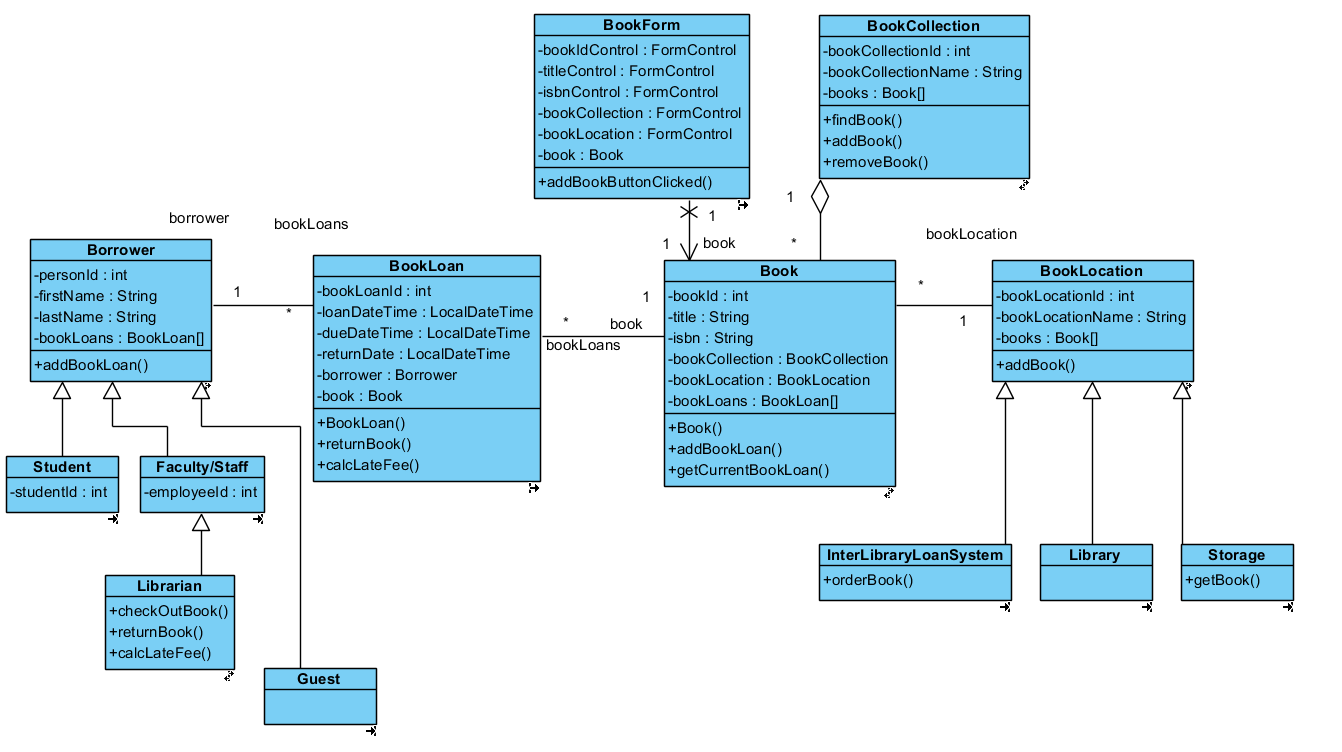 BookForm
-bookIdControl : FormControl
-titleControl : FormControl
-isbnControl : FormControl
-bookCollection : FormControl
-bookLocation : FormControl
-book : Book
+addBookButtonClicked()
BookCollection
-bookCollectionId : int
-bookCollectionName : String
-books : Book[]
+findBook()
+addBook()
+removeBook()
1
1
book
1
*
borrower
bookLoans
bookLocation
Borrower
-personId : int
-firstName : String
-lastName : String
-bookLoans : BookLoan[]
+addBookLoan()
1
*
BookLoan
-bookLoanId : int
-loanDateTime : LocalDateTime
-dueDateTime : LocalDateTime
-returnDate : LocalDateTime
-borrower : Borrower
-book : Book
+BookLoan()
+returnBook()
+calcLateFee()
1
*
book
bookLoans
Book
-bookId : int
-title : String
-isbn : String
-bookCollection : BookCollection
-bookLocation : BookLocation
-bookLoans : BookLoan[]
+Book()
+addBookLoan()
+getCurrentBookLoan()
*
1
BookLocation
-bookLocationId : int
-bookLocationName : String
-books : Book[]
+addBook()
Student
-studentId : int
Faculty/Staff
-employeeId : int
Librarian
+checkOutBook()
+returnBook()
+calcLateFee()
Guest
InterLibraryLoanSystem
+orderBook()
Library
Storage
+getBook()